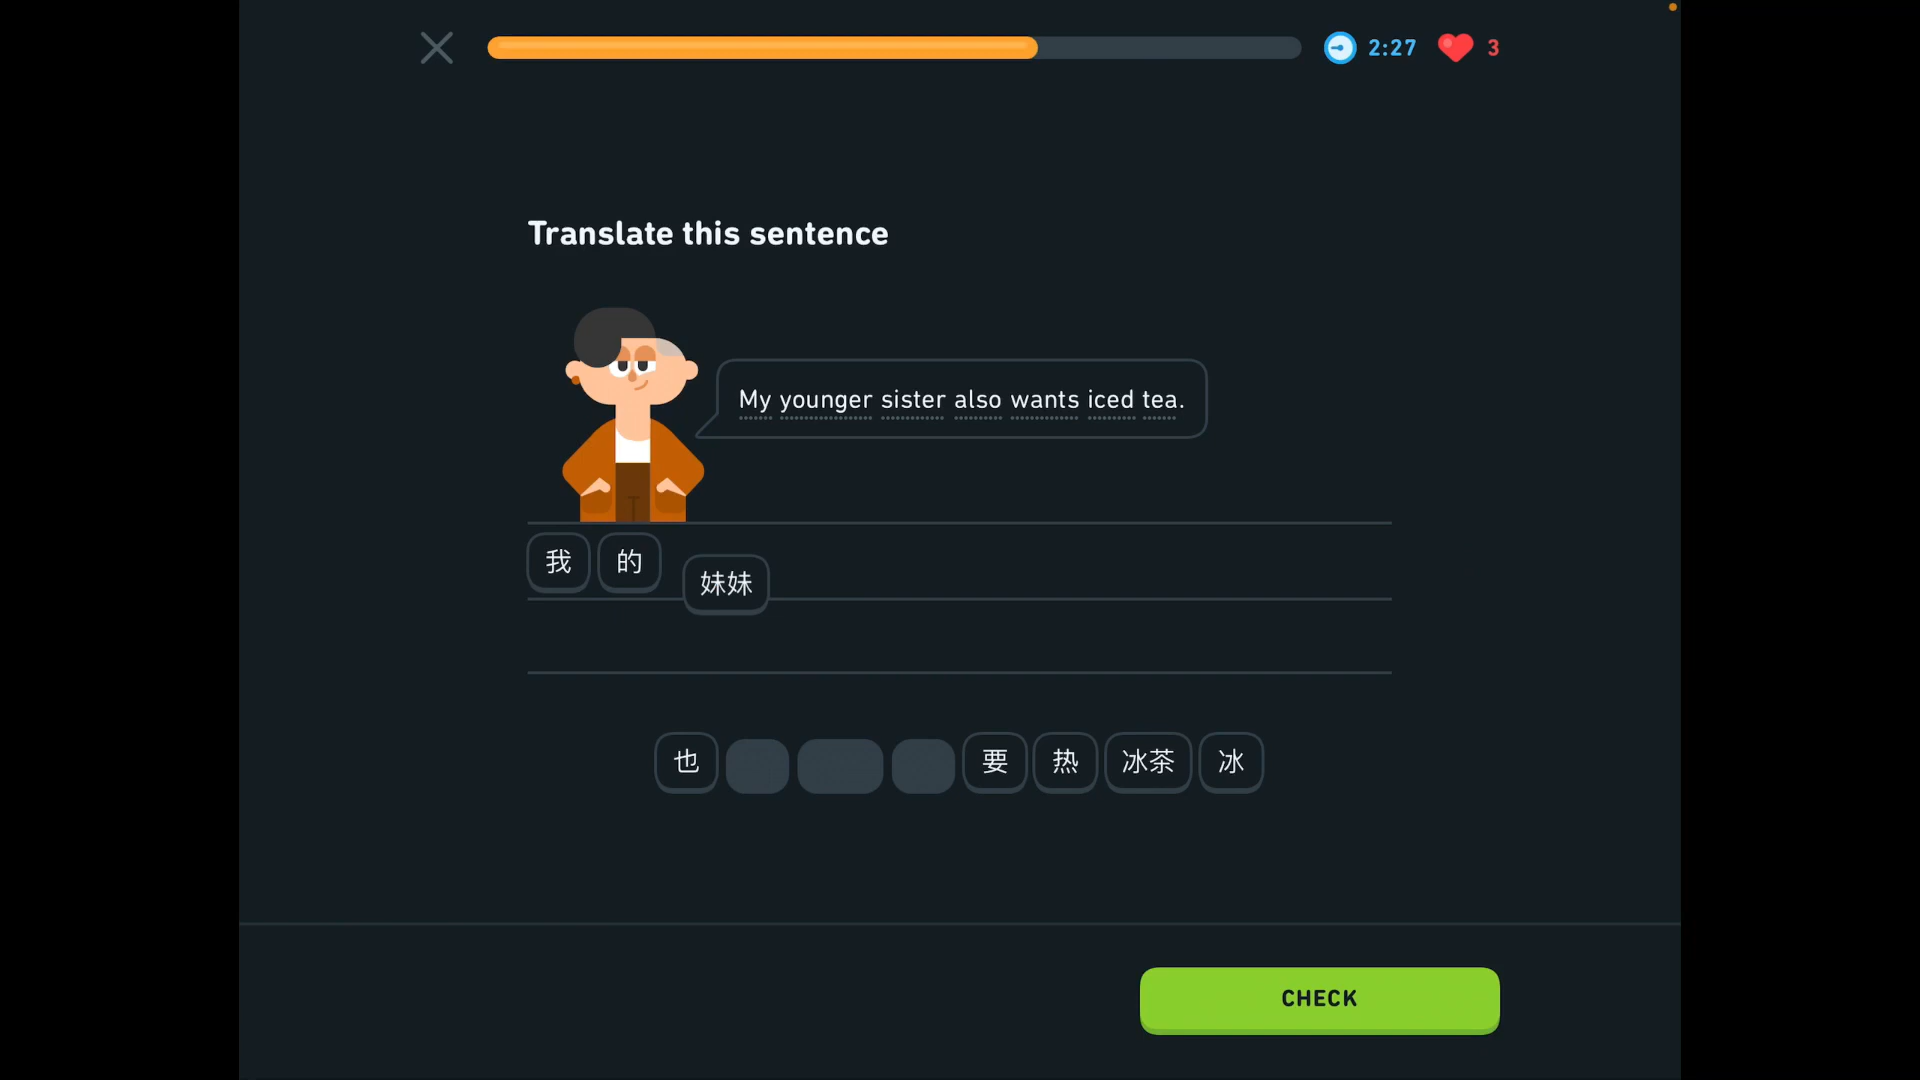 2:27
3
Translate this sentence
My younger sister also wants iced tea.
我 的 妹妹
也 要 热 冰茶 冰
CHECK